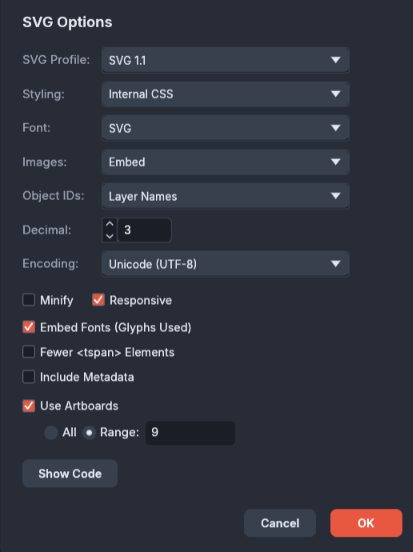 SVG Options
SVG Profile: SVG 1.1
Styling: Internal CSS
Font: SVG
Images: Embed
Object IDs: Layer Names
Decimal: 3
Encoding: Unicode (UTF-8)
Minify Responsive
Embed Fonts (Glyphs Used)
Fewer <tspan> Elements
Include Metadata
Use Artboards
All Range: 9
Show Code
Cancel OK